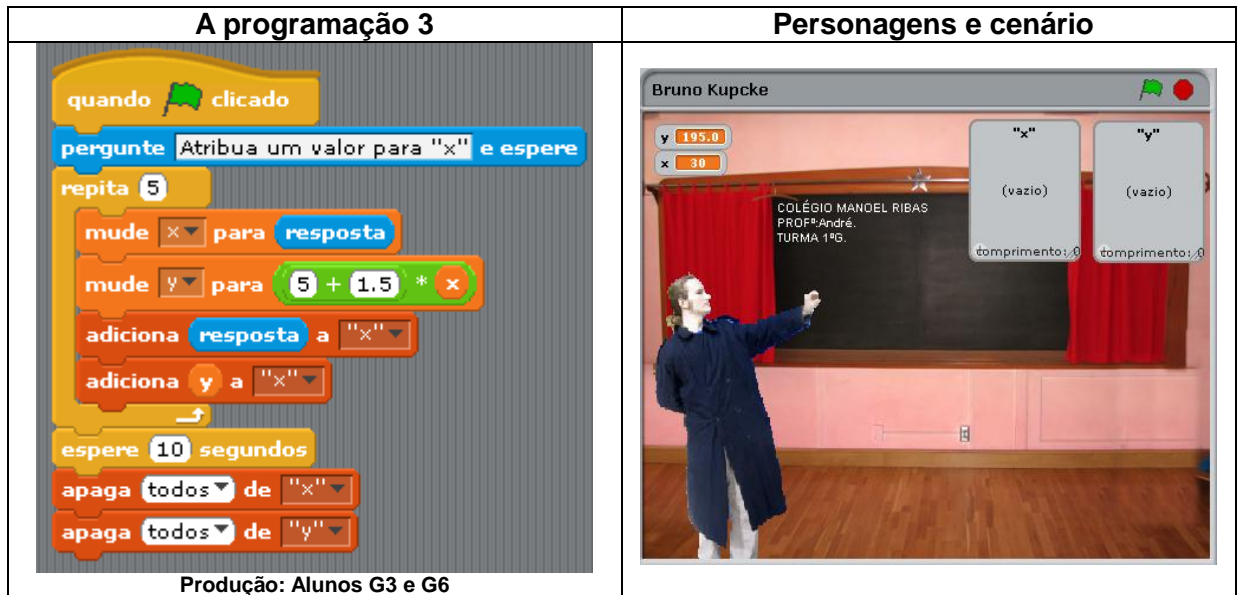 A programação 3
Personagens e cenário
quando clicado
pergunte Atribua um valor para "x" e espere
repita 5
mude x para resposta
mude y para 5 + 1.5 * x
adiciona resposta a "x"
adiciona y a "x"
espere 10 segundos
apaga todos de "x"
apaga todos de "y"
Produção: Alunos G3 e G6
Bruno Kupcke
y 195.0
x 30
"x"
(vazio)
comprimento: 0
"y"
(vazio)
comprimento: 0
COLÉGIO MANOEL RIBAS
PROFº:André.
TURMA 1ºG.